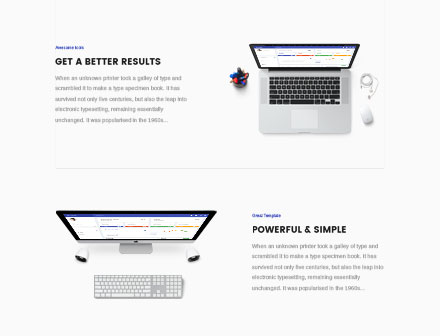 Awesome tools
GET A BETTER RESULTS
When an unknown printer took a galley of type and
scrambled it to make a type specimen book. It has
survived not only five centuries, but also the leap into
electronic typesetting, remaining essentially
unchanged. It was popularised in the 1960s...
Great Template
POWERFUL & SIMPLE
When an unknown printer took a galley of type and
scrambled it to make a type specimen book. It has
survived not only five centuries, but also the leap into
electronic typesetting, remaining essentially
unchanged. It was popularised in the 1960s...